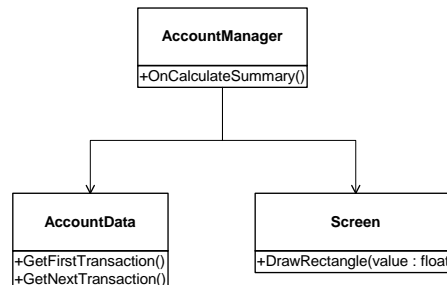 AccountManager
+OnCalculateSummary()
AccountData
+GetFirstTransaction()
+GetNextTransaction()
Screen
+DrawRectangle(value : float